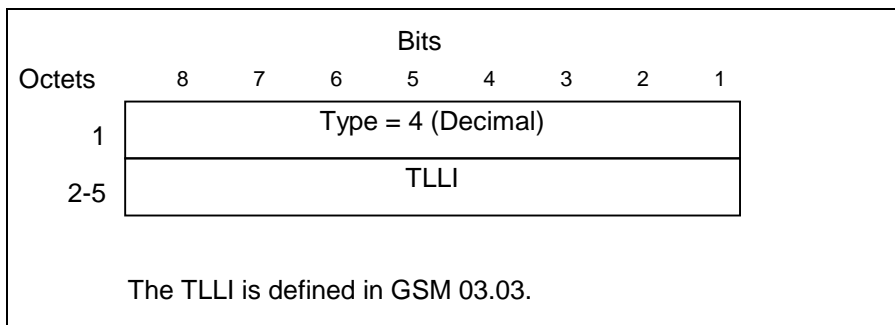 Bits
Octets 8 7 6 5 4 3 2 1
1 Type = 4 (Decimal)
2-5 TLLI
The TLLI is defined in GSM 03.03.